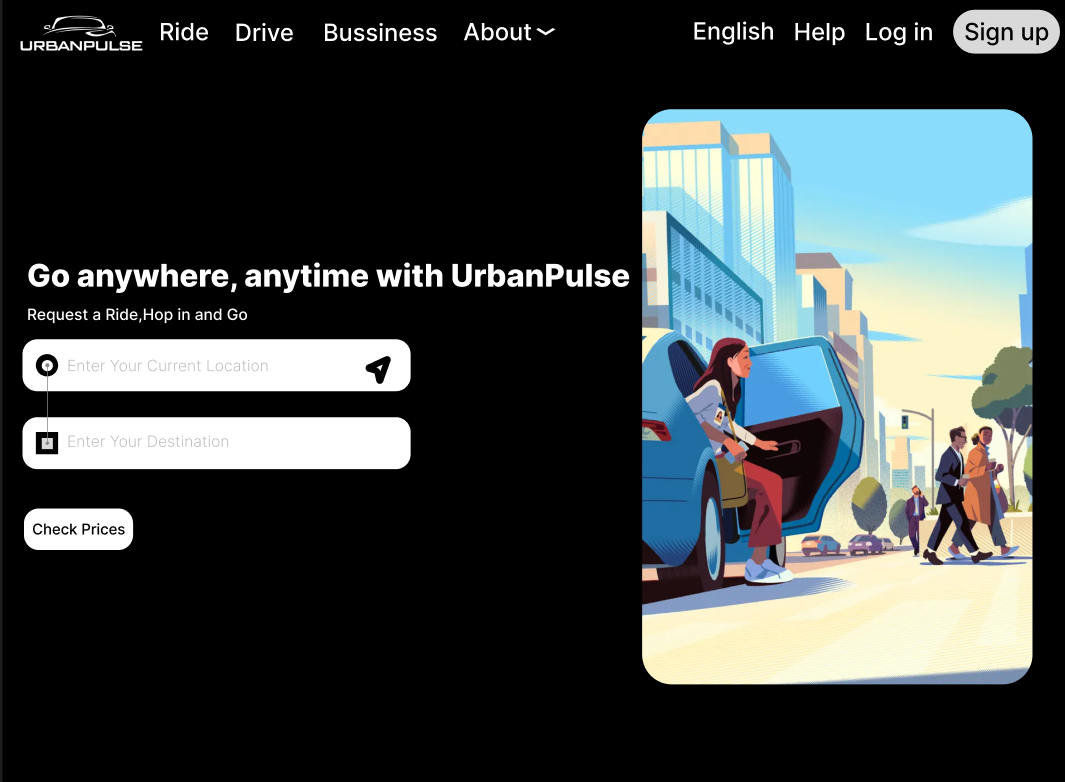 URBANPULSE Ride Drive Bussiness About English Help Log in Sign up
Go anywhere, anytime with UrbanPulse
Request a Ride,Hop in and Go
Enter Your Current Location
Enter Your Destination
Check Prices